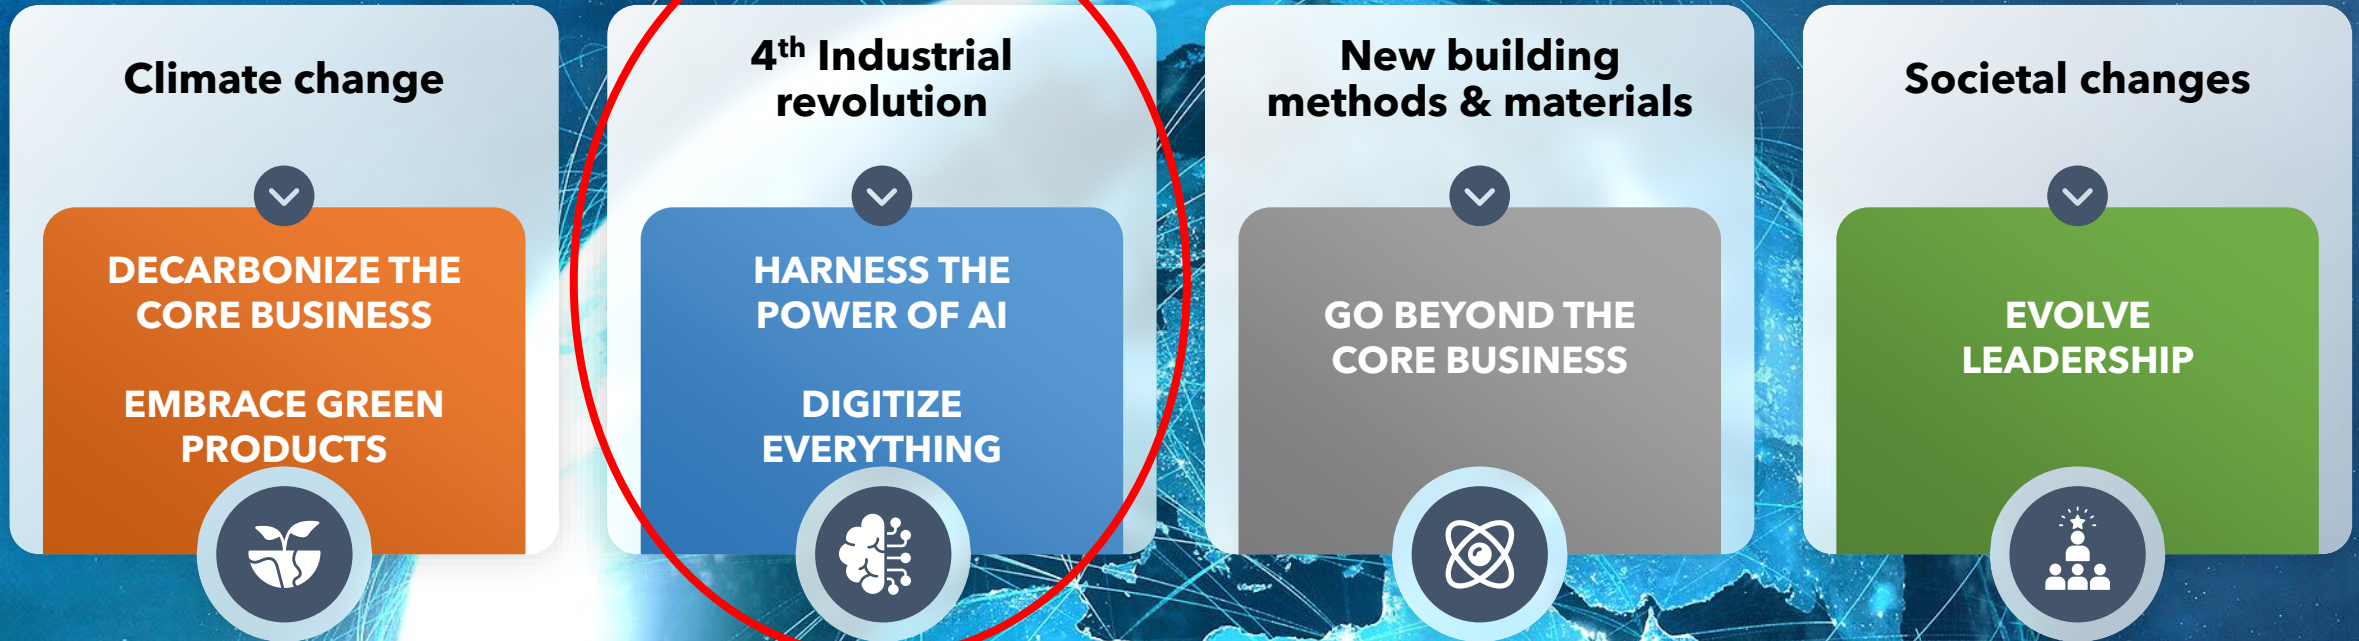 Climate change
DECARBONIZE THE
CORE BUSINESS
EMBRACE GREEN
PRODUCTS
4th Industrial
revolution
HARNESS THE
POWER OF AI
DIGITIZE
EVERYTHING
New building
methods & materials
GO BEYOND THE
CORE BUSINESS
Societal changes
EVOLVE
LEADERSHIP